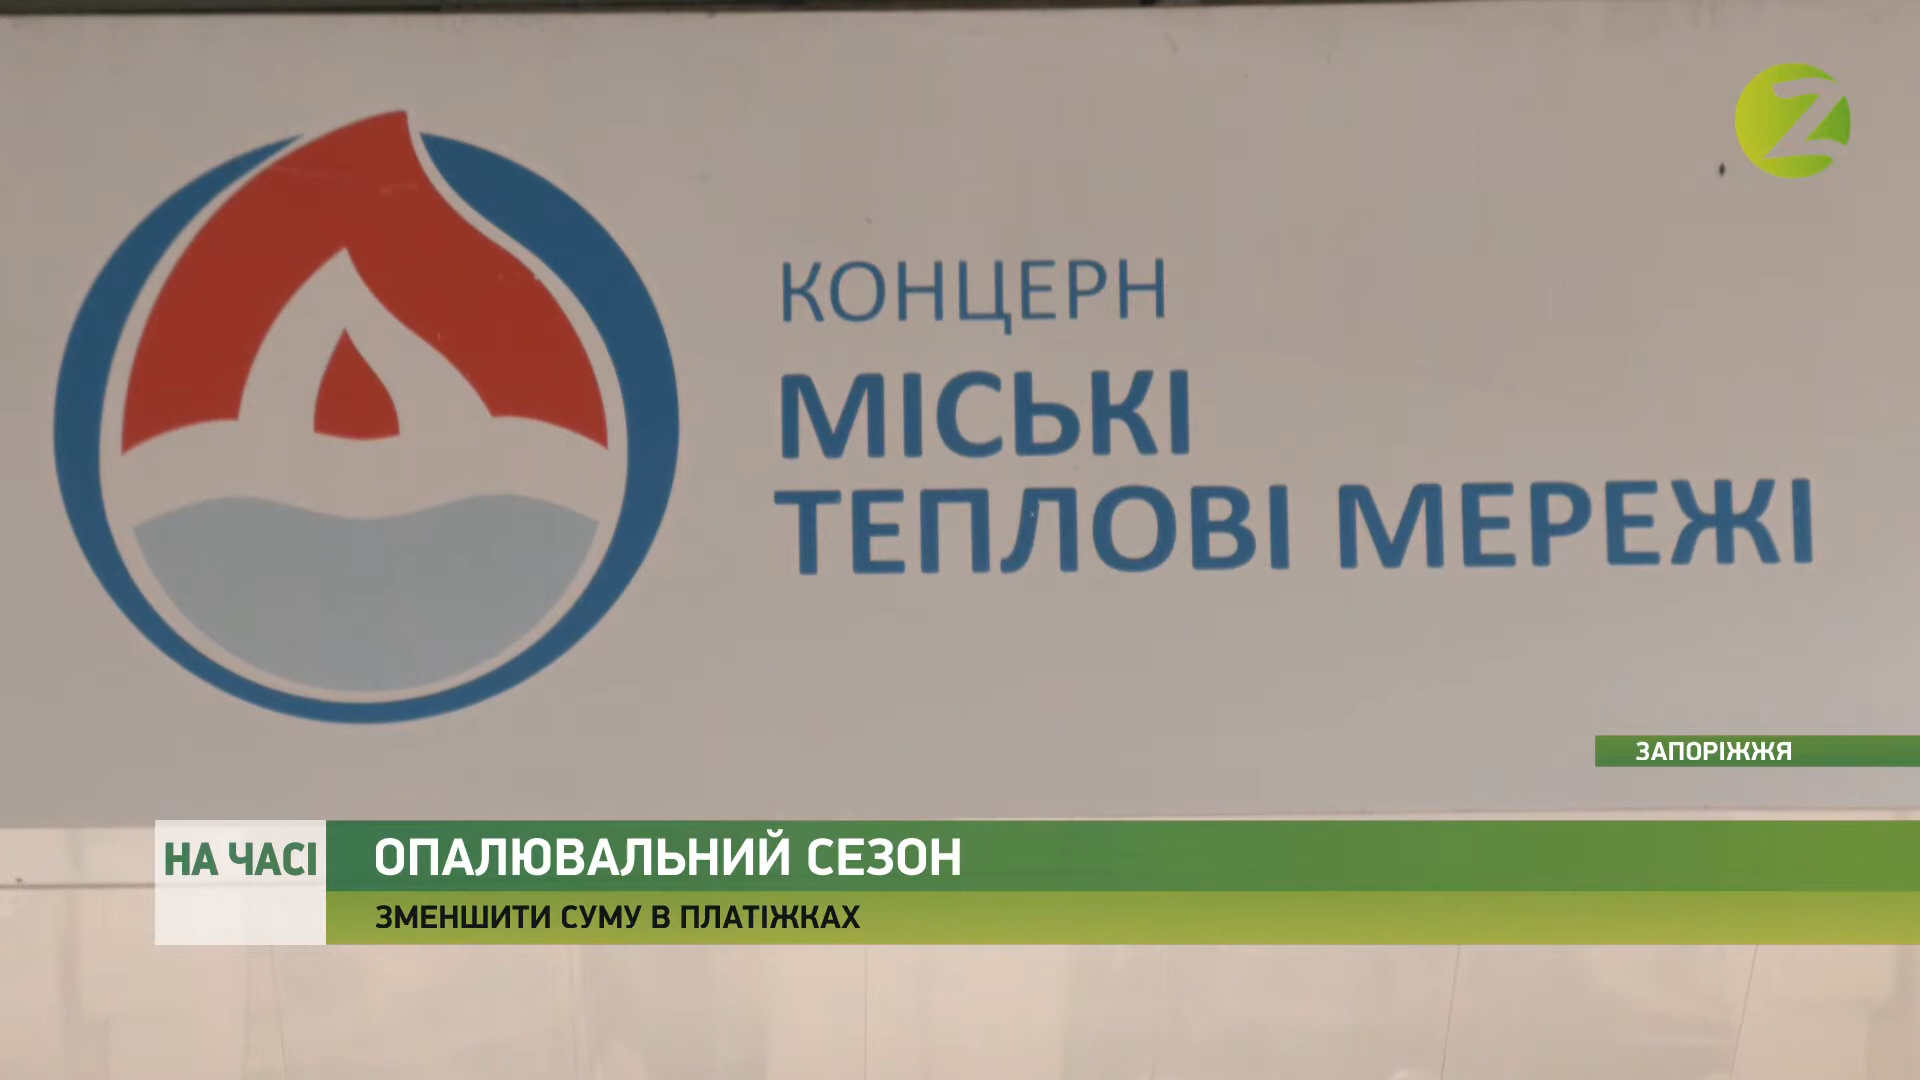 КОНЦЕРН
МІСЬКІ
ТЕПЛОВІ МЕРЕЖІ
ЗАПОРІЖЖЯ
НА ЧАСІ
ОПАЛЮВАЛЬНИЙ СЕЗОН
ЗМЕНШИТИ СУМУ В ПЛАТІЖКАХ